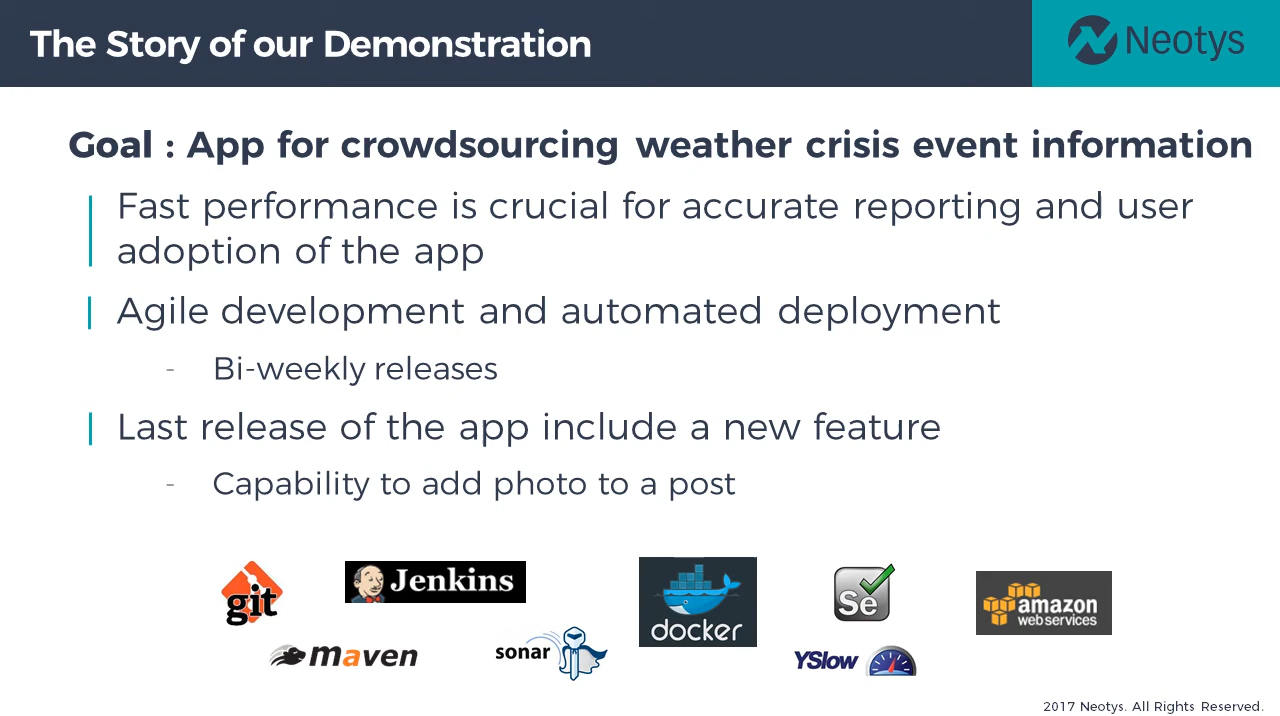 The Story of our Demonstration
Neotys
Goal : App for crowdsourcing weather crisis event information
Fast performance is crucial for accurate reporting and user
adoption of the app
Agile development and automated deployment
- Bi-weekly releases
Last release of the app include a new feature
- Capability to add photo to a post
git
Jenkins
docker
Se
amazon
web services
maven
sonar
YSlow
2017 Neotys. All Rights Reserved.